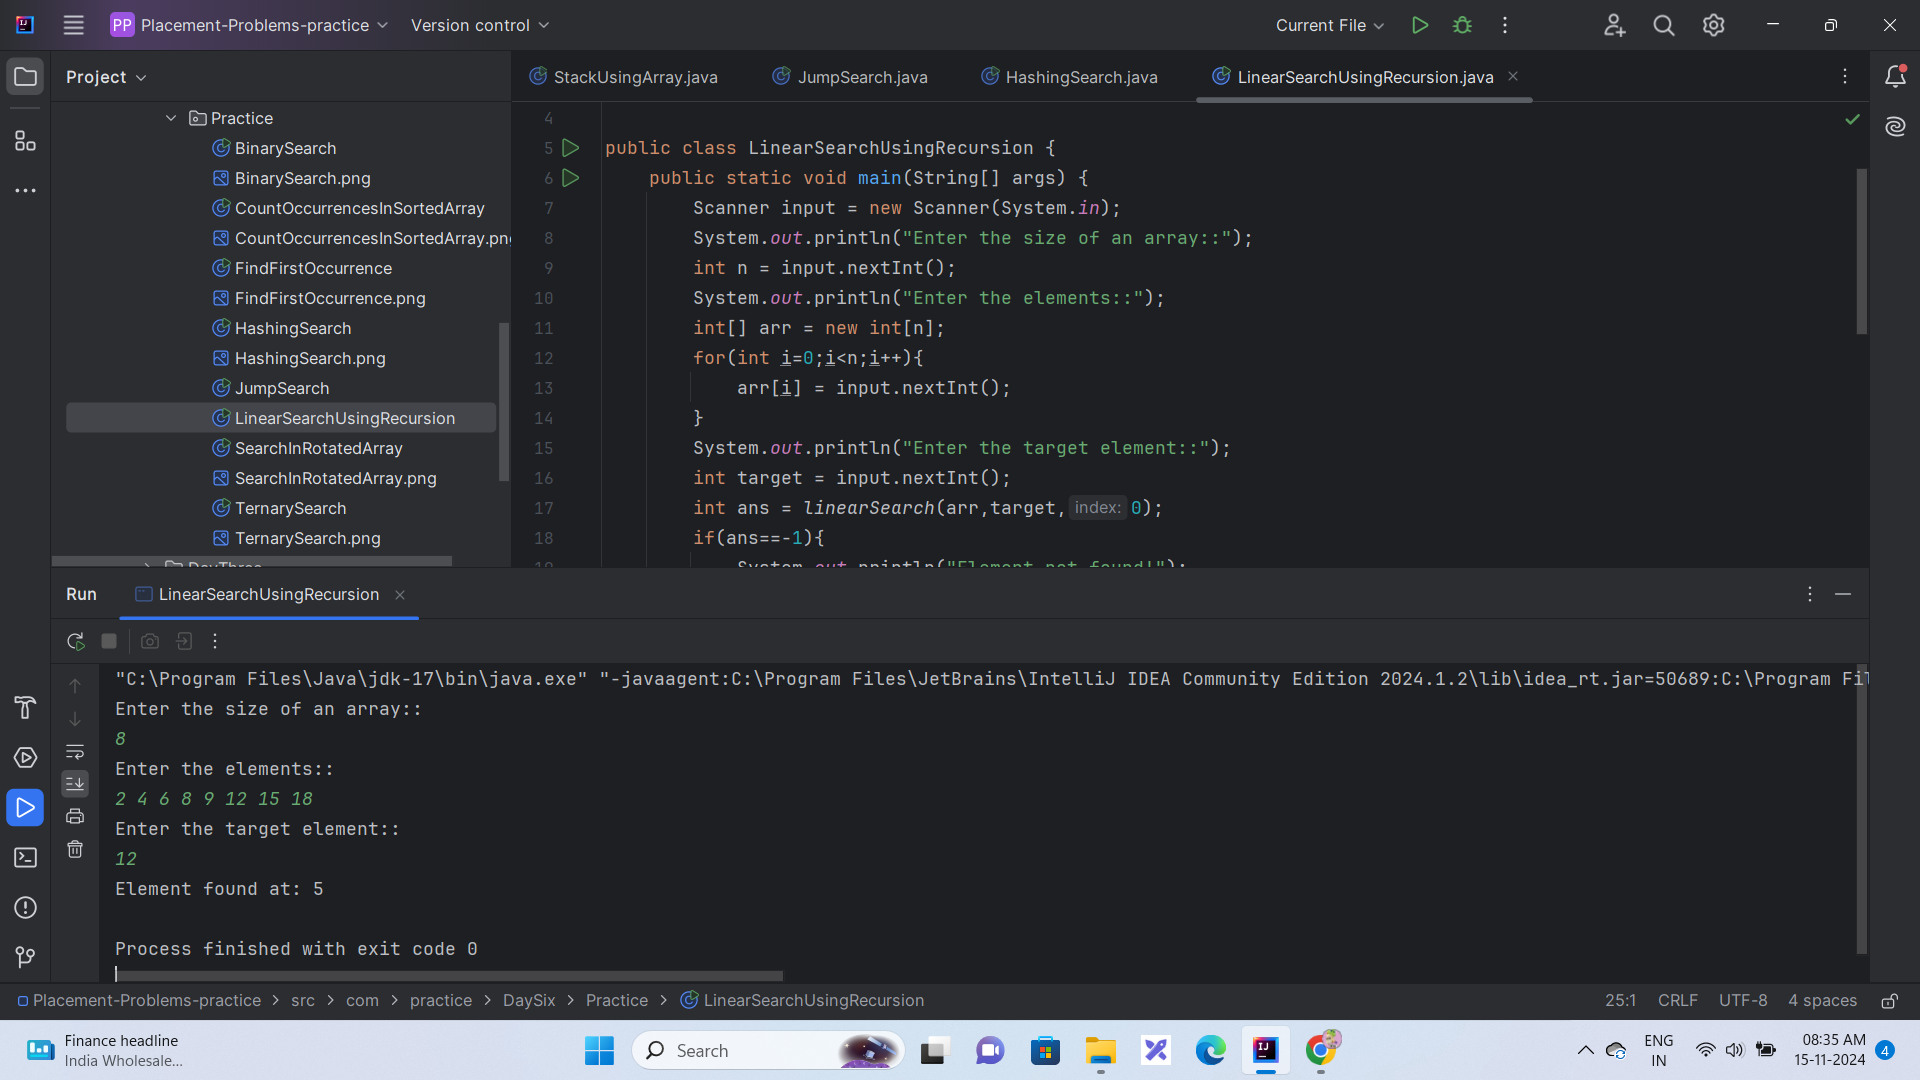 PP Placement-Problems-practice Version control Current File
Project
StackUsingArray.java JumpSearch.java HashingSearch.java LinearSearchUsingRecursion.java
Practice
BinarySearch
BinarySearch.png
CountOccurrencesInSortedArray
CountOccurrencesInSortedArray.pn
FindFirstOccurrence
FindFirstOccurrence.png
HashingSearch
HashingSearch.png
JumpSearch
LinearSearchUsingRecursion
SearchInRotatedArray
SearchInRotatedArray.png
TernarySearch
TernarySearch.png
DayThree
4
5 public class LinearSearchUsingRecursion {
6 public static void main(String[] args) {
7 Scanner input = new Scanner(System.in);
8 System.out.println("Enter the size of an array::");
9 int n = input.nextInt();
10 System.out.println("Enter the elements::");
11 int[] arr = new int[n];
12 for(int i=0;i<n;i++){
13 arr[i] = input.nextInt();
14 }
15 System.out.println("Enter the target element::");
16 int target = input.nextInt();
17 int ans = linearSearch(arr,target, index: 0);
18 if(ans==-1){
19 System.out.println("Element not found!");
Run LinearSearchUsingRecursion
"C:\Program Files\Java\jdk-17\bin\java.exe" "-javaagent:C:\Program Files\JetBrains\IntelliJ IDEA Community Edition 2024.1.2\lib\idea_rt.jar=50689:C:\Program Fil
Enter the size of an array::
8
Enter the elements::
2 4 6 8 9 12 15 18
Enter the target element::
12
Element found at: 5
Process finished with exit code 0
Placement-Problems-practice > src > com > practice > DaySix > Practice > LinearSearchUsingRecursion 25:1 CRLF UTF-8 4 spaces
Finance headline
India Wholesale...
Search
ENG
IN
08:35 AM
15-11-2024
4